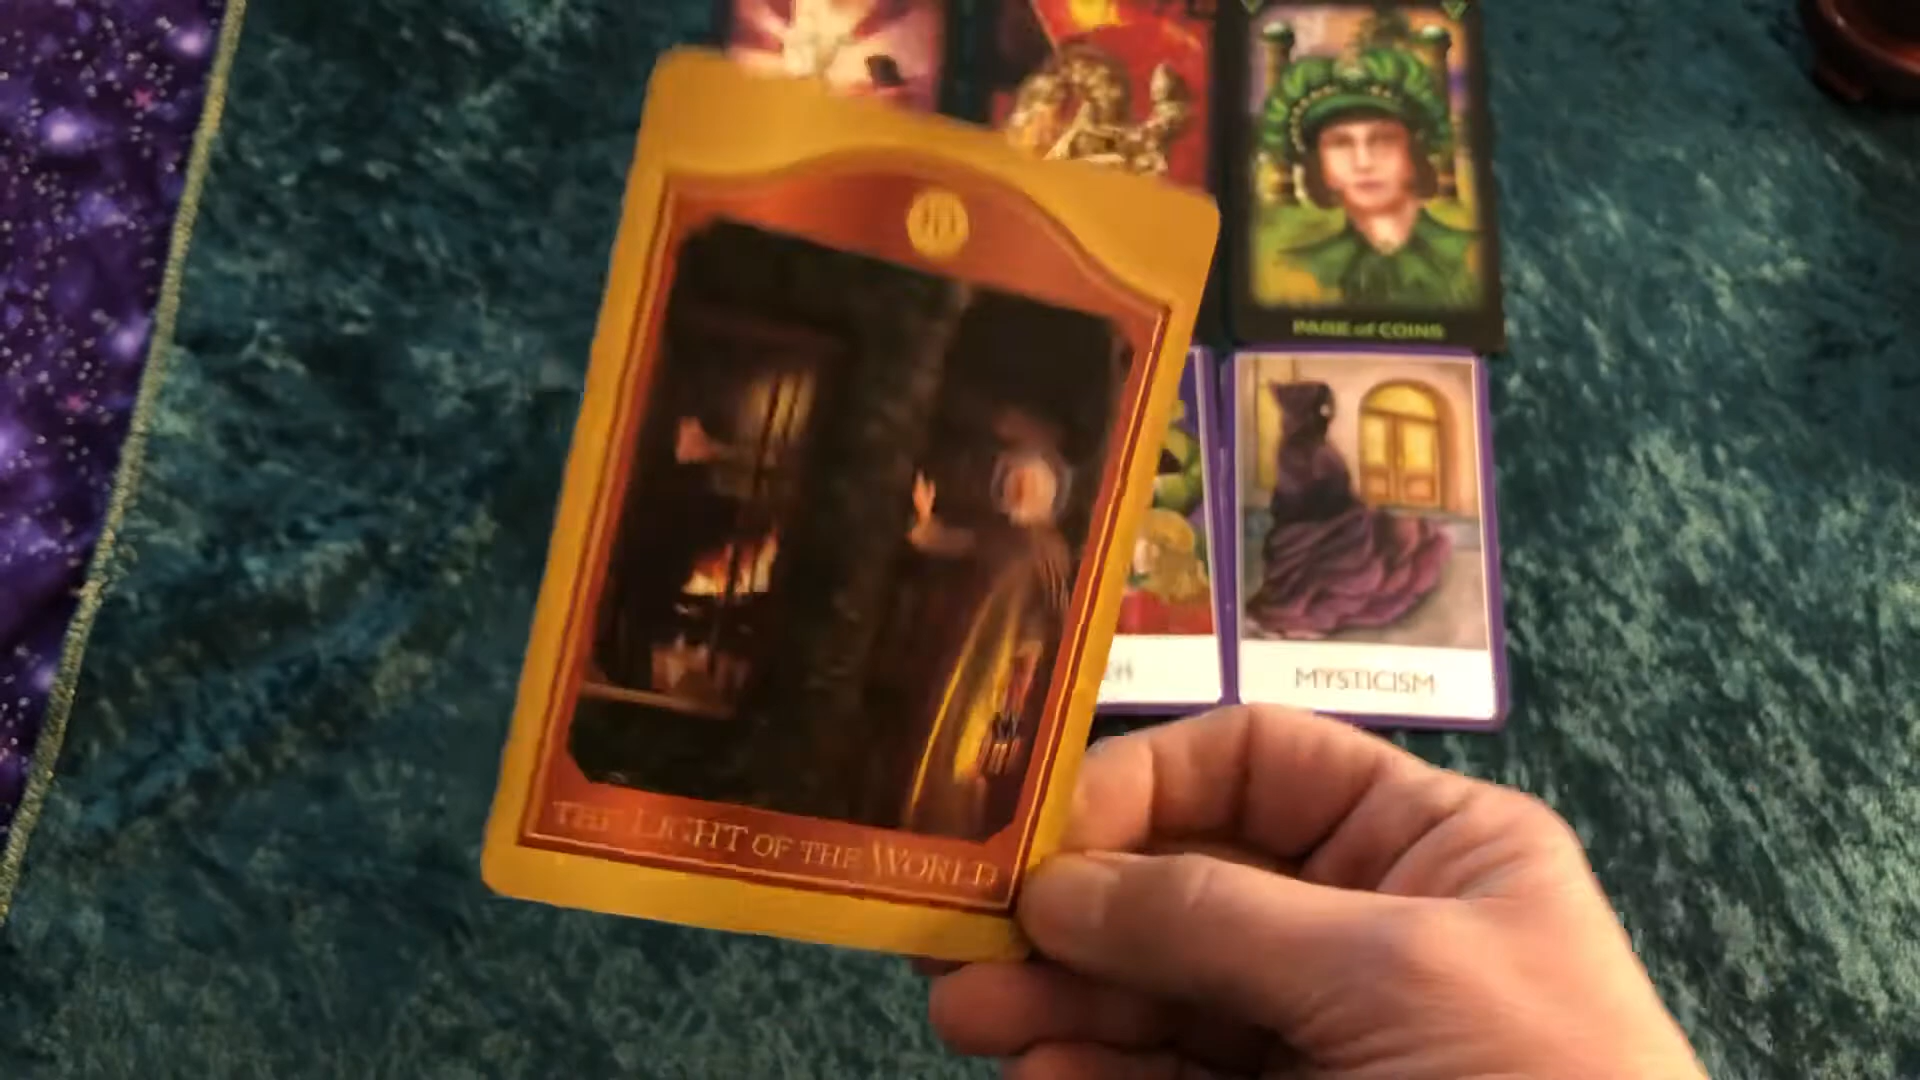 PAGE of COINS
MYSTICISM
THE LIGHT OF THE WORLD